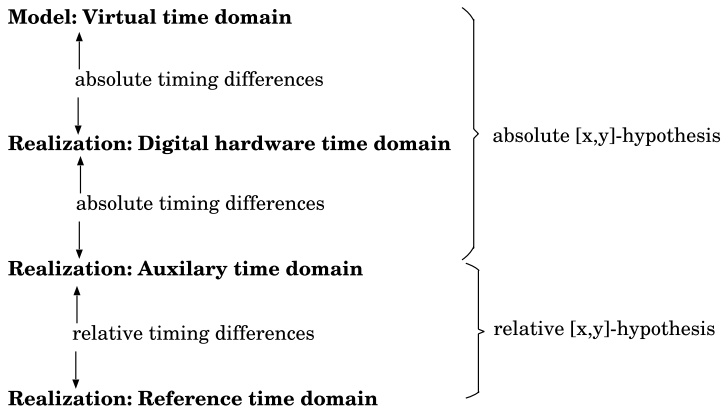 Model: Virtual time domain
absolute timing differences
absolute [x,y]-hypothesis
Realization: Digital hardware time domain
absolute timing differences
Realization: Auxilary time domain
relative timing differences
relative [x,y]-hypothesis
Realization: Reference time domain